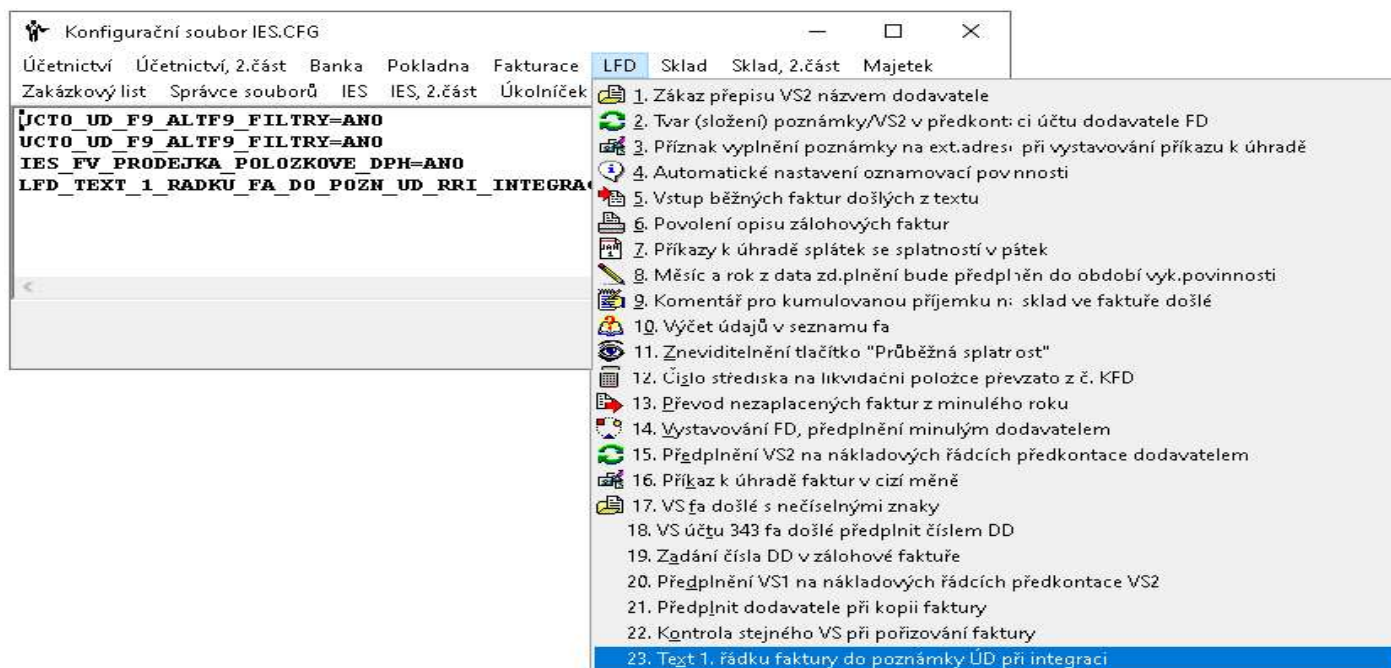 Konfigurační soubor IES.CFG
Účetnictví Účetnictví, 2.část Banka Pokladna Fakturace LFD Sklad Sklad, 2.část Majetek
Zakázkový list Správce souborů IES IES, 2.část Úkolníček
UCTO_UD_F9_ALTF9_FILTRY=ANO
UCTO_UD_F9_ALTF9_FILTRY=ANO
IES_FV_PRODEJKA_POLOZKOVE_DPH=ANO
LFD_TEXT_1_RADKU_FA_DO_POZN_UD_RRI_INTEGRAC
1. Zákaz přepisu VS2 názvem dodavatele
2. Tvar (složení) poznámky/VS2 v předkontaci účtu dodavatele FD
3. Příznak vyplnění poznámky na ext.adrese při vystavování příkazu k úhradě
4. Automatické nastavení oznamovací povinnosti
5. Vstup běžných faktur došlých z textu
6. Povolení opisu zálohových faktur
7. Příkazy k úhradě splátek se splatností v pátek
8. Měsíc a rok z data zd.plnění bude předplněn do období vyk.povinnosti
9. Komentář pro kumulovanou příjemku na sklad ve faktuře došlé
10. Výčet údajů v seznamu fa
11. Zneviditelnění tlačítko "Průběžná splatnost"
12. Číslo střediska na likvidační položce převzato z č. KFD
13. Převod nezaplacených faktur z minulého roku
14. Vystavování FD, předplnění minulým dodavatelem
15. Předplnění VS2 na nákladových řádcích předkontace dodavatelem
16. Příkaz k úhradě faktur v cizí měně
17. VS fa došlé s nečíselnými znaky
18. VS účtu 343 fa došlé předplnit číslem DD
19. Zadání čísla DD v zálohové faktuře
20. Předplnění VS1 na nákladových řádcích předkontace VS2
21. Předplnit dodavatele při kopii faktury
22. Kontrola stejného VS při pořizování faktury
23. Text 1. řádku faktury do poznámky ÚD při integraci